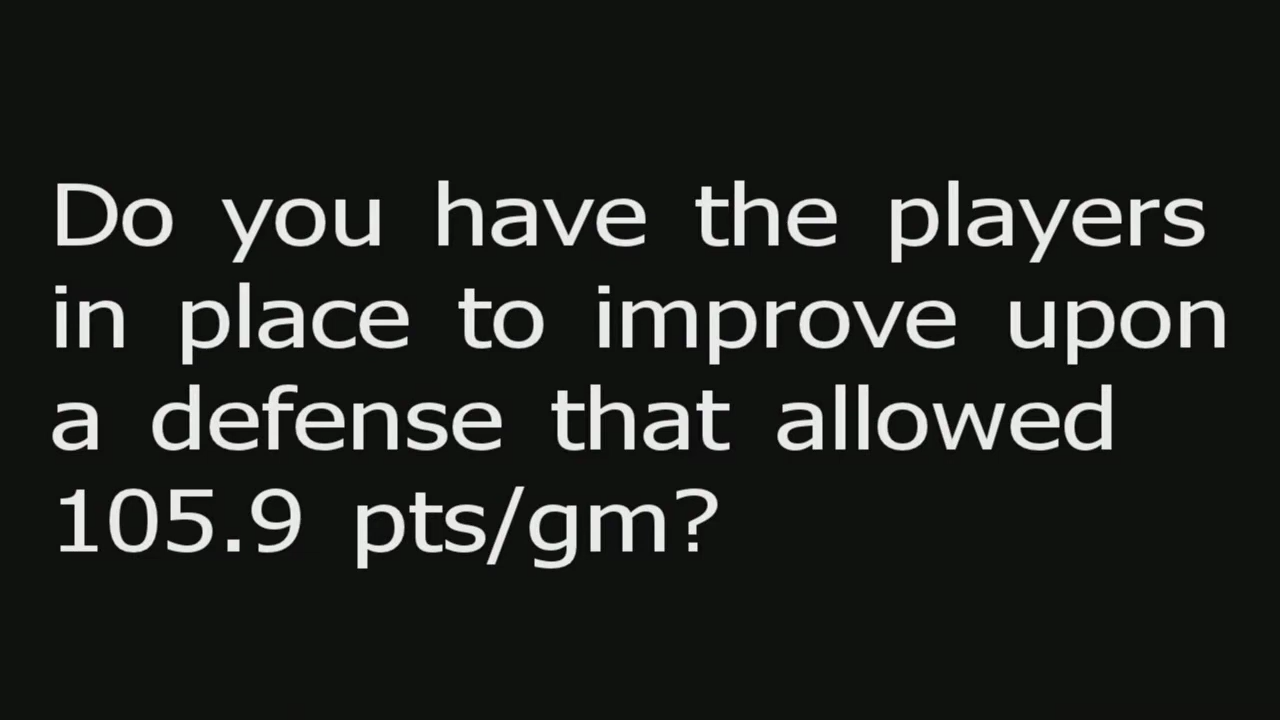 Do you have the players
in place to improve upon
a defense that allowed
105.9 pts/gm?